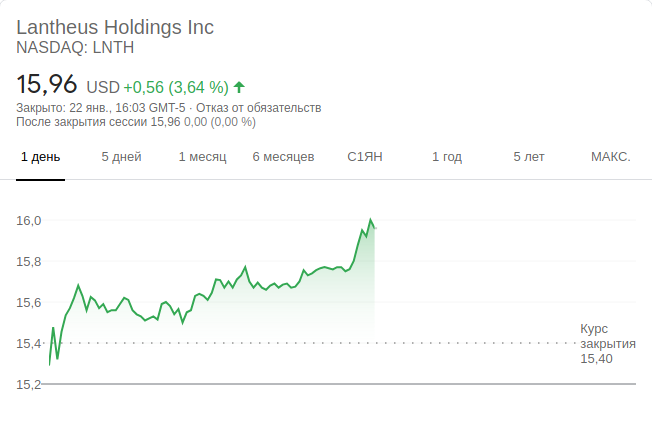 Lantheus Holdings Inc
NASDAQ: LNTH
15,96 USD +0,56 (3,64 %)
Закрыто: 22 янв., 16:03 GMT-5 · Отказ от обязательств
После закрытия сессии 15,96 0,00 (0,00 %)
1 день 5 дней 1 месяц 6 месяцев С1ЯН 1 год 5 лет МАКС.
16,0
15,8
15,6
15,4
15,2
Курс
закрытия
15,40